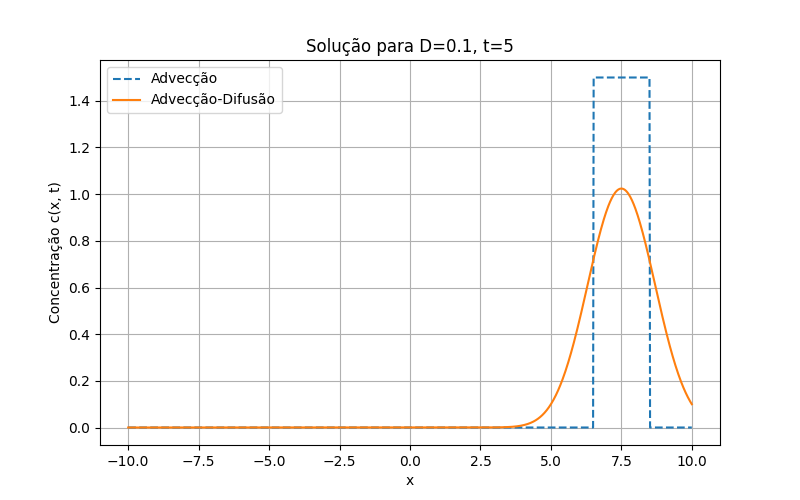 Solução para D=0.1, t=5
Advecção
Advecção-Difusão
Concentração c(x, t)
1.4
1.2
1.0
0.8
0.6
0.4
0.2
0.0
−10.0 −7.5 −5.0 −2.5 0.0 2.5 5.0 7.5 10.0
x